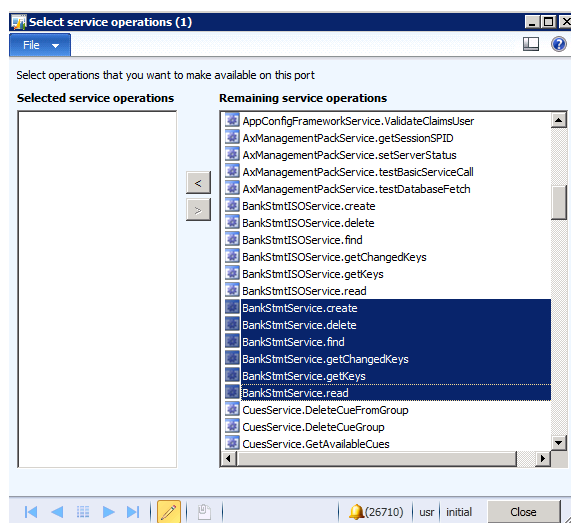 Select service operations (1)
File
Select operations that you want to make available on this port
Selected service operations
Remaining service operations
AppConfigFrameworkService.ValidateClaimsUser
AxManagementPackService.getSessionSPID
AxManagementPackService.setServerStatus
AxManagementPackService.testBasicServiceCall
AxManagementPackService.testDatabaseFetch
BankStmtISOService.create
BankStmtISOService.delete
BankStmtISOService.find
BankStmtISOService.getChangedKeys
BankStmtISOService.getKeys
BankStmtISOService.read
BankStmtService.create
BankStmtService.delete
BankStmtService.find
BankStmtService.getChangedKeys
BankStmtService.getKeys
BankStmtService.read
CuesService.DeleteCueFromGroup
CuesService.DeleteCueGroup
CuesService.GetAvailableCues
<
>
(26710) usr initial Close